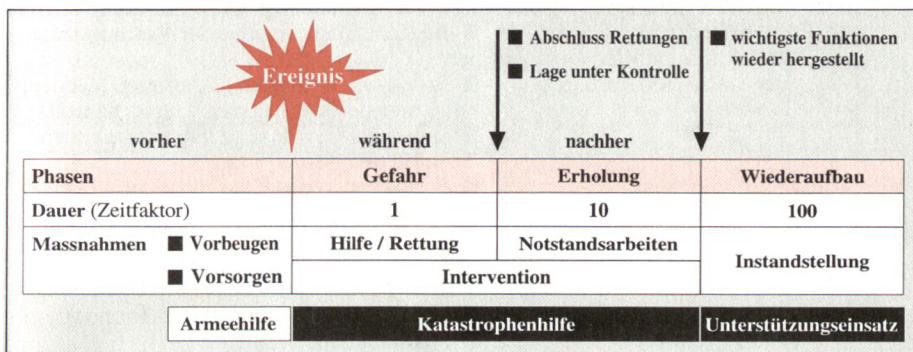 Ereignis
■ Abschluss Rettungen
■ Lage unter Kontrolle
■ wichtigste Funktionen
wieder hergestellt
vorher während nachher
Phasen Gefahr Erholung Wiederaufbau
Dauer (Zeitfaktor) 1 10 100
Massnahmen ■ Vorbeugen Hilfe / Rettung Notstandsarbeiten
■ Vorsorgen Intervention Instandstellung
Armeehilfe Katastrophenhilfe Unterstützungseinsatz